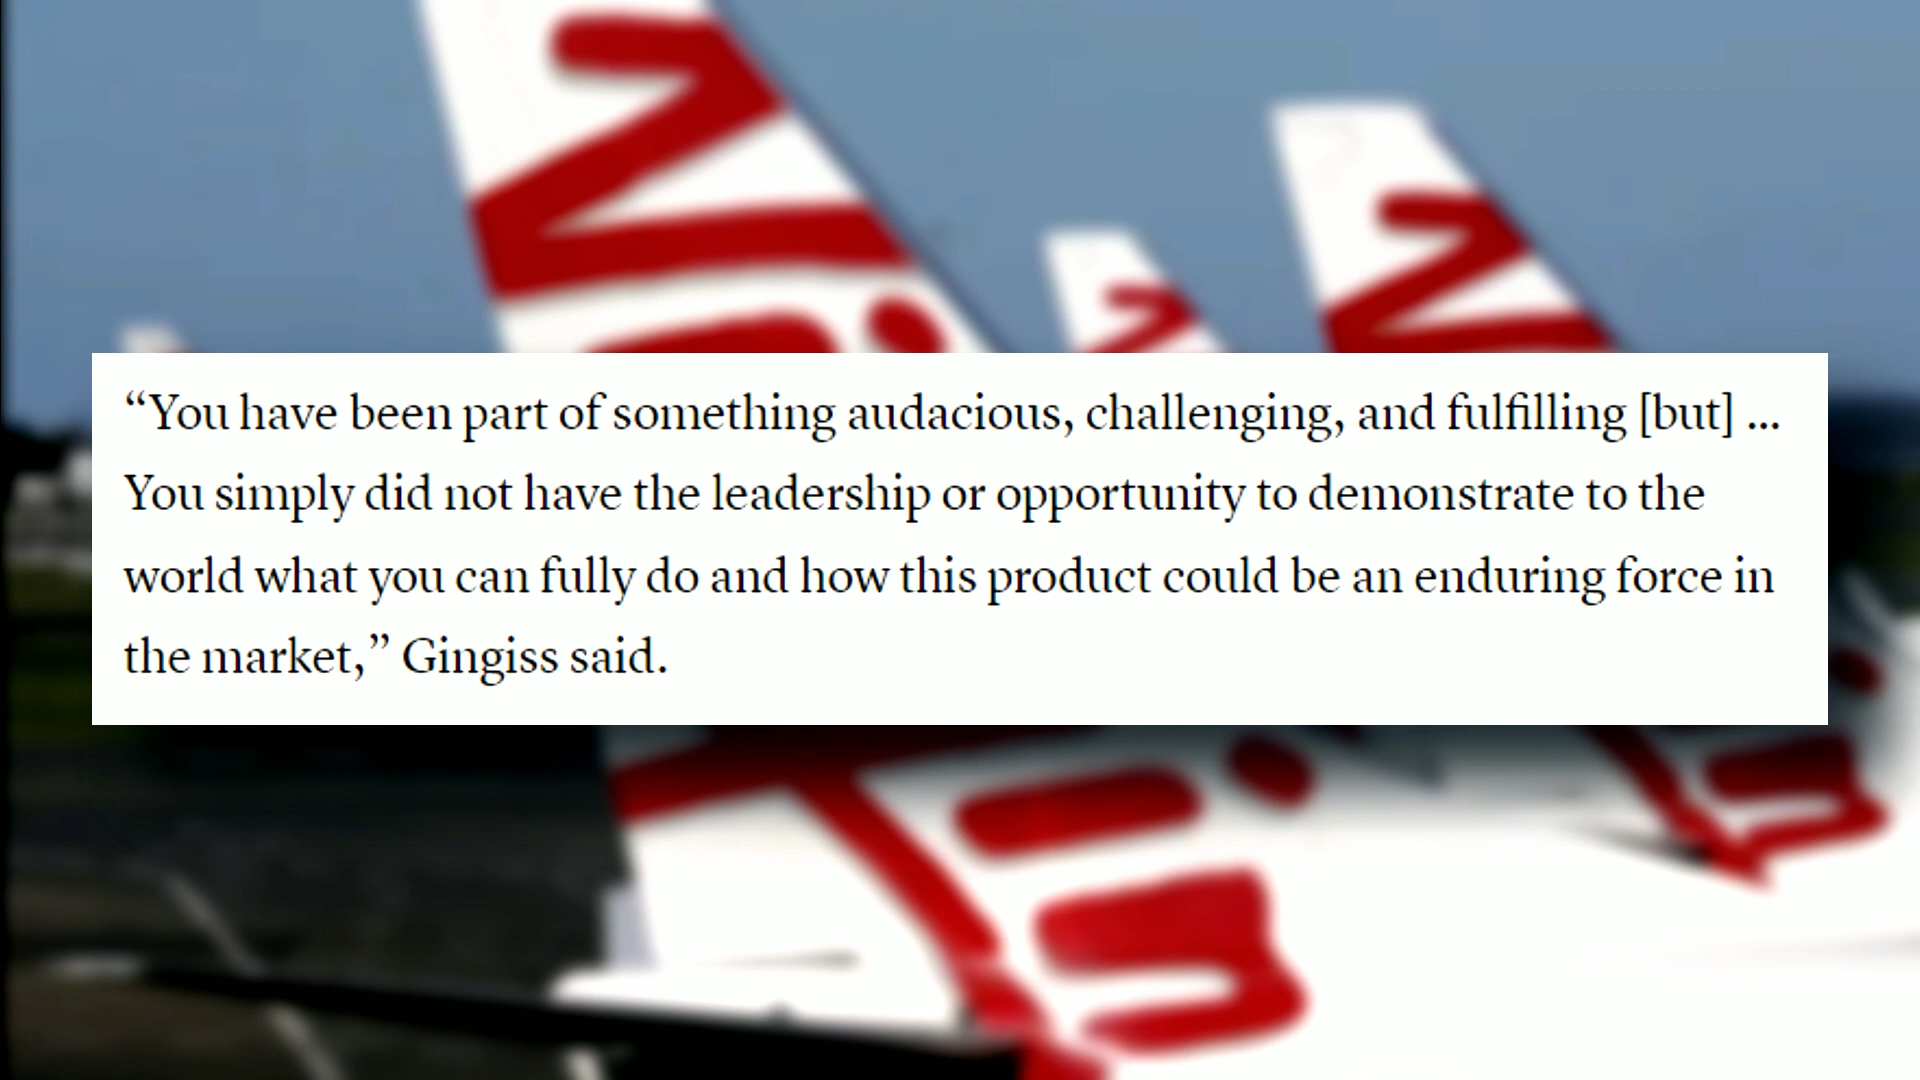 “You have been part of something audacious, challenging, and fulfilling [but] ...
You simply did not have the leadership or opportunity to demonstrate to the
world what you can fully do and how this product could be an enduring force in
the market,” Gingiss said.